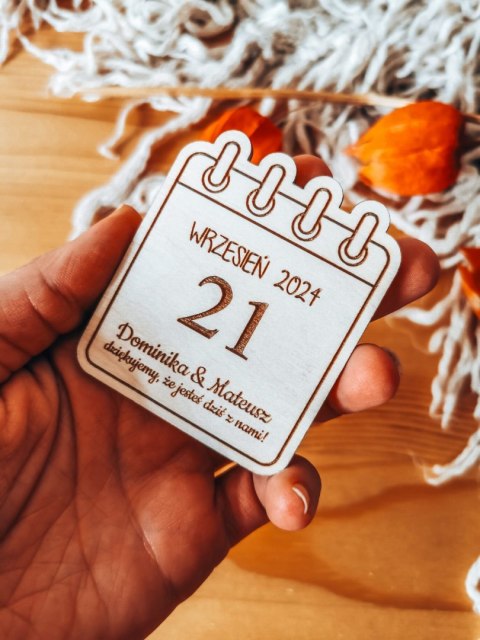 WRZESIEŃ 2024
21
Dominika & Mateusz
dziękujemy, że jesteś dziś z nami!